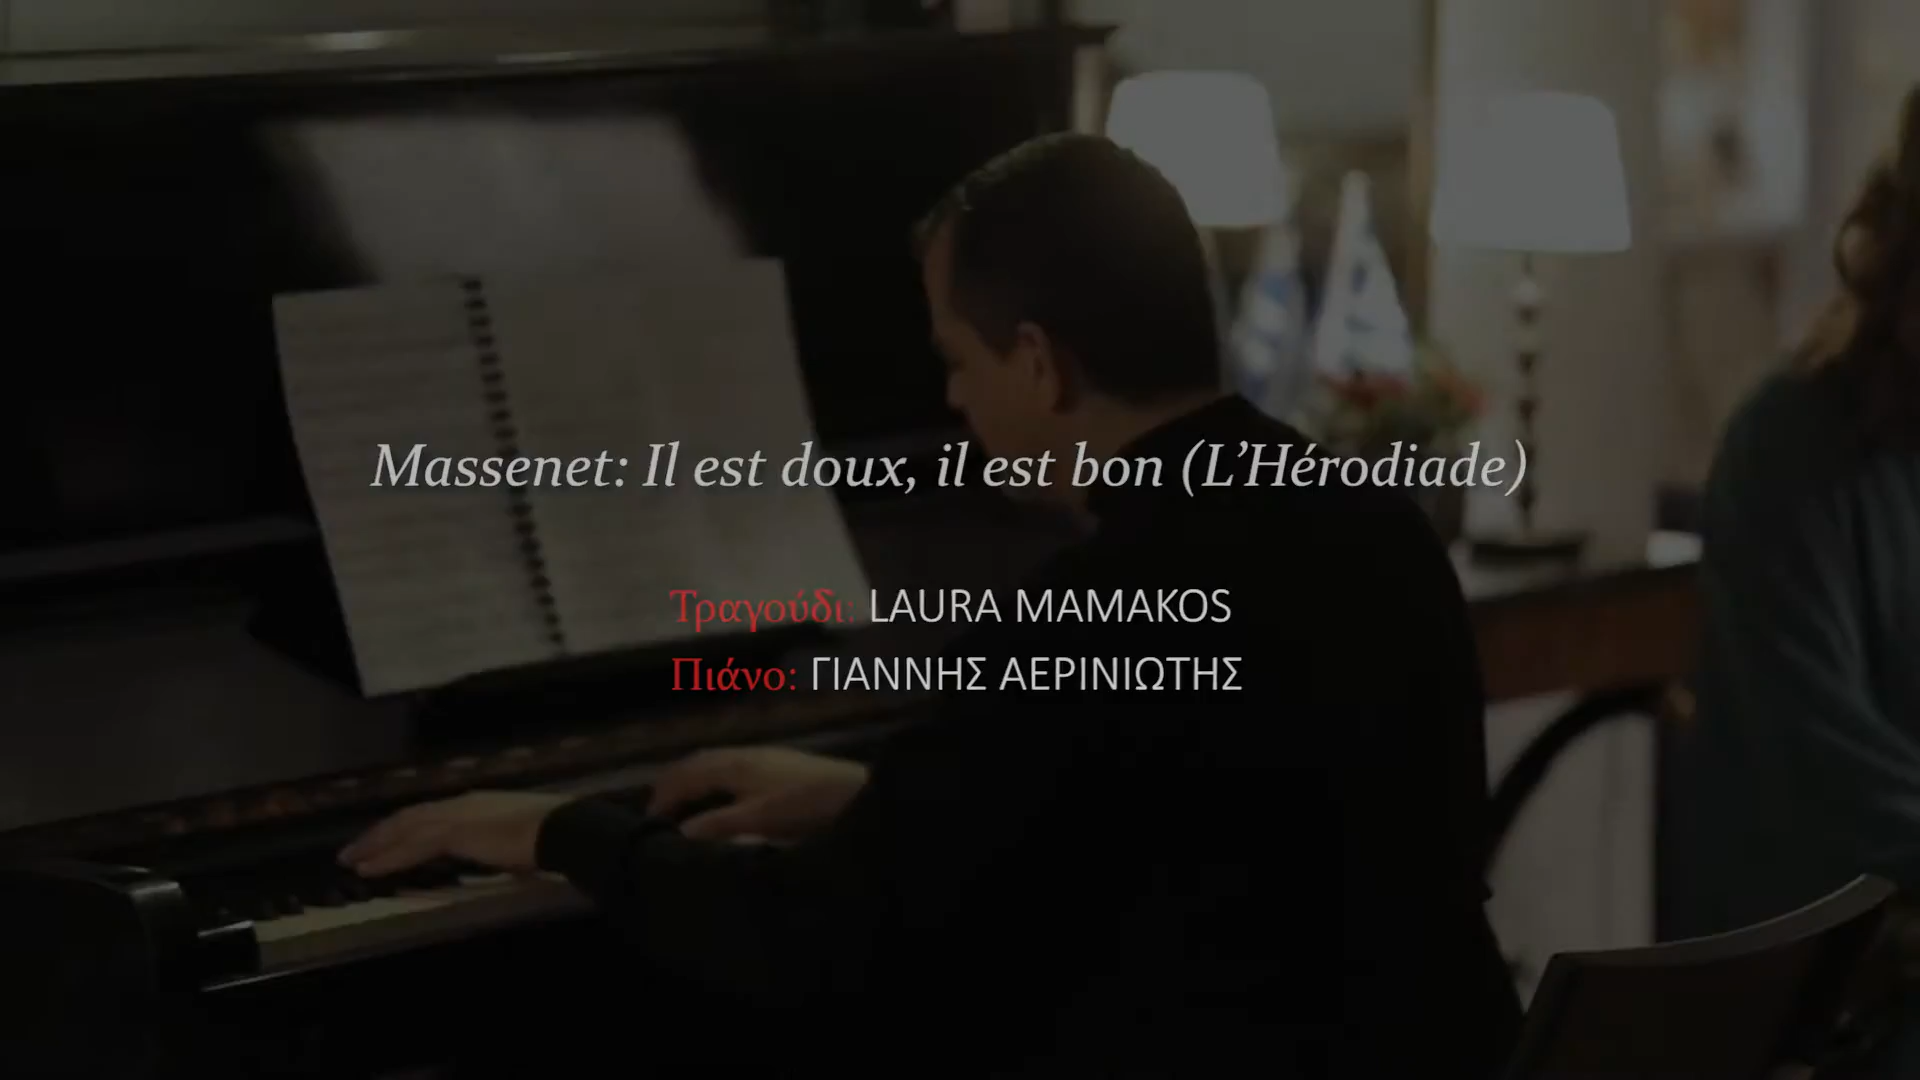 Massenet: Il est doux, il est bon (L’Hérodiade)
Τραγούδι: LAURA MAMAKOS
Πιάνο: ΓΙΑΝΝΗΣ ΑΕΡΙΝΙΩΤΗΣ